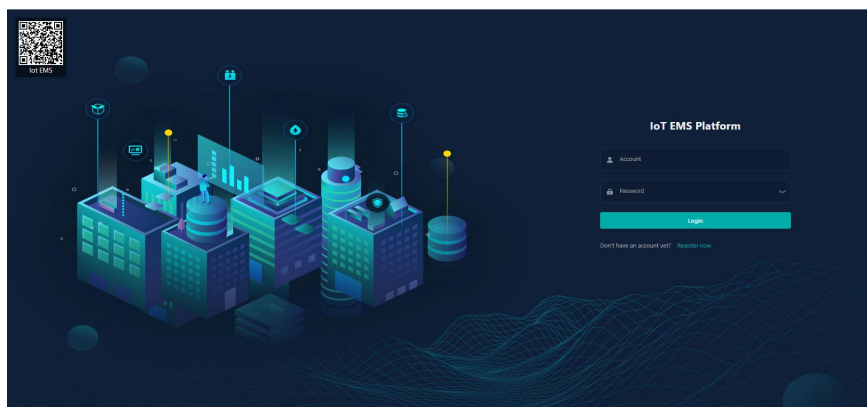 Iot EMS
IoT EMS Platform
Account
Password
Login
Don't have an account yet? Register now